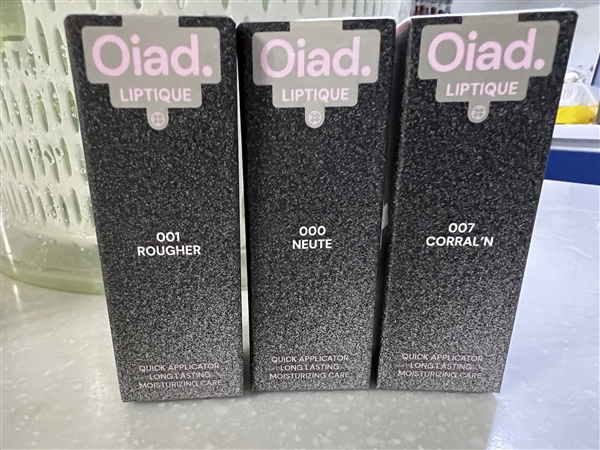 Oiad.
LIPTIQUE
001
ROUGHER
QUICK APPLICATOR
LONG LASTING
MOISTURIZING CARE
Oiad.
LIPTIQUE
000
NEUTE
QUICK APPLICATOR
LONG LASTING
MOISTURIZING CARE
Oiad.
LIPTIQUE
007
CORRAL'N
QUICK APPLICATOR
LONG LASTING
MOISTURIZING CARE